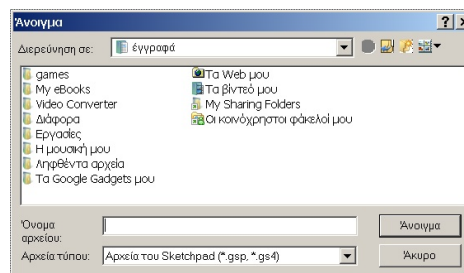 Άνοιγμα
Διερεύνηση σε:
έγγραφά
games
My eBooks
Video Converter
Διάφορα
Εργασίες
Η μουσική μου
Ληφθέντα αρχεία
Τα Google Gadgets μου
Τα Web μου
Τα βίντεό μου
My Sharing Folders
Οι κοινόχρηστοι φάκελοί μου
Όνομα αρχείου:
Άνοιγμα
Αρχεία τύπου:
Αρχεία του Sketchpad (*.gsp, *.gs4)
Άκυρο